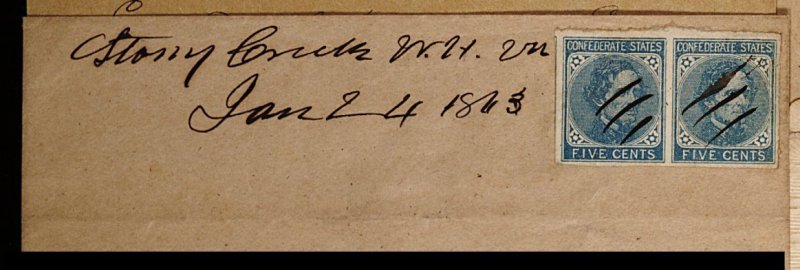 Stony Creek W.H. Va
Jan 24 1863
CONFEDERATE STATES CONFEDERATE STATES
FIVE CENTS FIVE CENTS